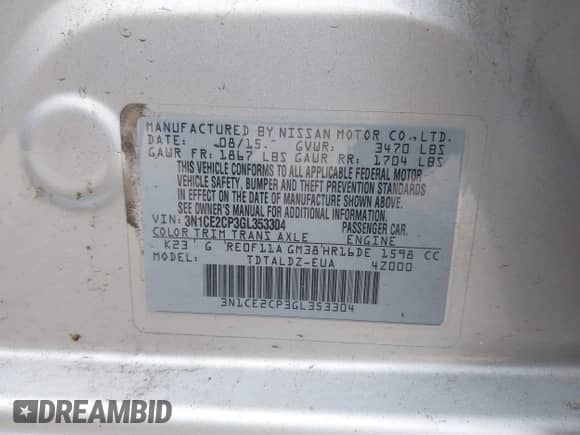 MANUFACTURED BY NISSAN MOTOR CO., LTD.
DATE: 08/15 GVWR: 3470 LBS
GAWR FR: 1867 LBS GAWR RR: 1704 LBS
THIS VEHICLE CONFORMS TO ALL APPLICABLE FEDERAL MOTOR
VEHICLE SAFETY, BUMPER AND THEFT PREVENTION STANDARDS
IN EFFECT ON THE DATE OF MANUFACTURE SHOWN ABOVE.
SEE OWNER'S MANUAL FOR ADDITIONAL INFORMATION.
VIN: 3N1CE2CP3GL353304 PASSENGER CAR.
COLOR TRIM TRANS AXLE ENGINE
K23 G RE0F11A GM38 HR16DE 1598 CC
MODEL: TDTALDZ-EUA 4Z000
3N1CE2CP3GL353304
DREAMBID